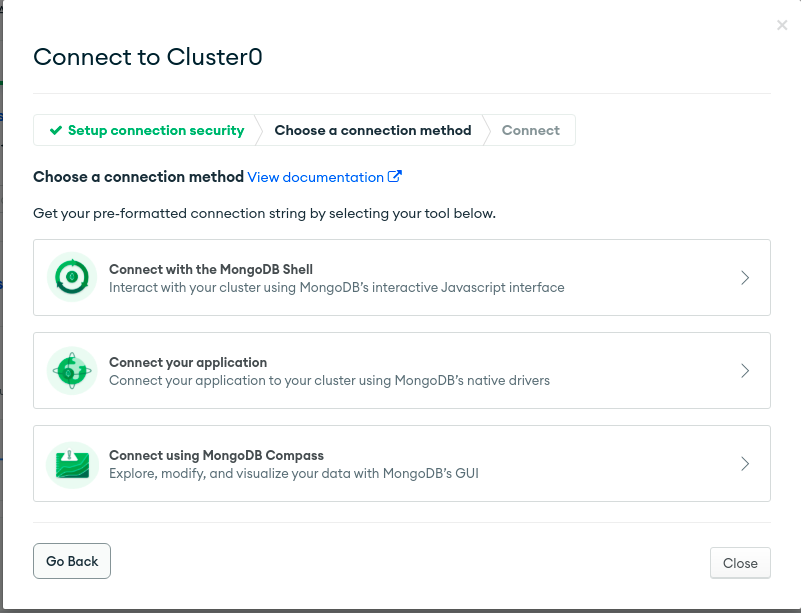 ×
Connect to Cluster0
✔ Setup connection security
Choose a connection method
Connect
Choose a connection method View documentation
Get your pre-formatted connection string by selecting your tool below.
Connect with the MongoDB Shell
Interact with your cluster using MongoDB's interactive Javascript interface
Connect your application
Connect your application to your cluster using MongoDB's native drivers
Connect using MongoDB Compass
Explore, modify, and visualize your data with MongoDB's GUI
Go Back
Close